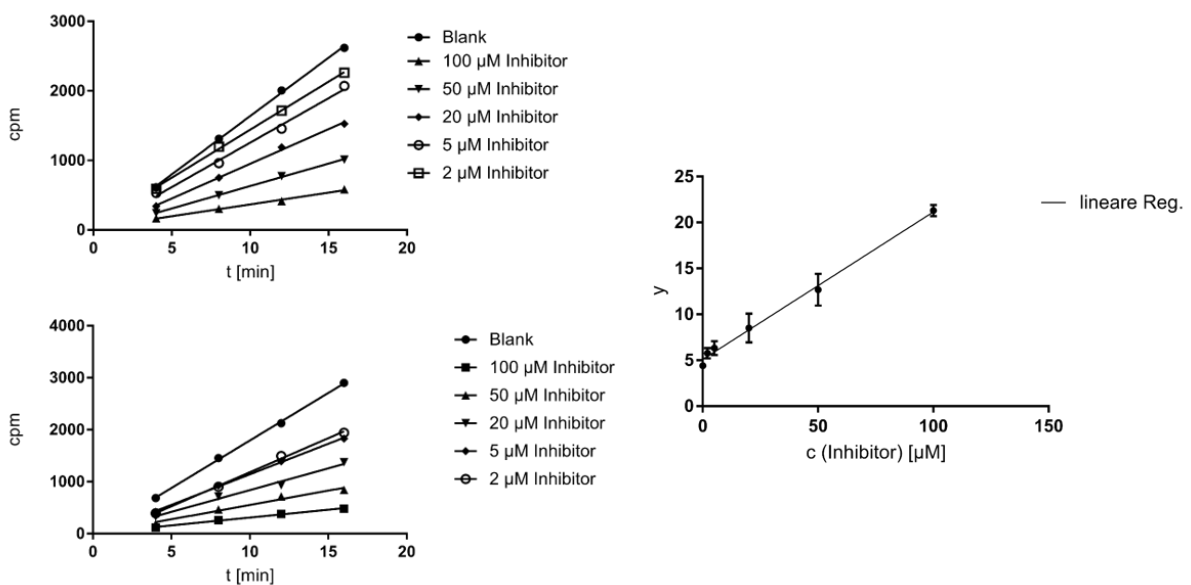 3000
2000
1000
0
cpm
0 5 10 15 20
t [min]
Blank
100 µM Inhibitor
50 µM Inhibitor
20 µM Inhibitor
5 µM Inhibitor
2 µM Inhibitor
4000
3000
2000
1000
0
cpm
0 5 10 15 20
t [min]
Blank
100 µM Inhibitor
50 µM Inhibitor
20 µM Inhibitor
5 µM Inhibitor
2 µM Inhibitor
25
20
15
10
5
0
y
0 50 100 150
c (Inhibitor) [µM]
lineare Reg.